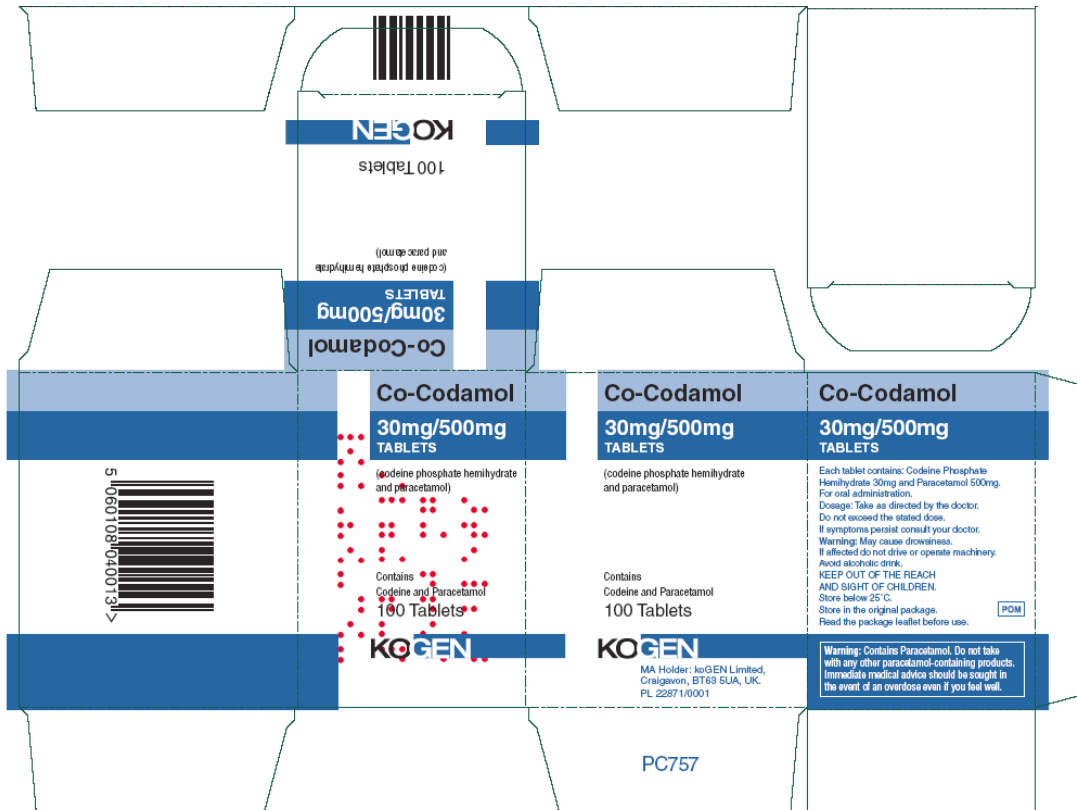 KOGEN
100 Tablets
(codeine phosphate hemihydrate
and paracetamol)
Co-Codamol
30mg/500mg
TABLETS
5 060108 040013 >
Co-Codamol
30mg/500mg
TABLETS
(codeine phosphate hemihydrate
and paracetamol)
Contains
Codeine and Paracetamol
100 Tablets
KOGEN
Co-Codamol
30mg/500mg
TABLETS
(codeine phosphate hemihydrate
and paracetamol)
Contains
Codeine and Paracetamol
100 Tablets
KOGEN
MA Holder: koGEN Limited,
Craigavon, BT63 5UA, UK.
PL 22871/0001
Co-Codamol
30mg/500mg
TABLETS
Each tablet contains: Codeine Phosphate
Hemihydrate 30mg and Paracetamol 500mg.
For oral administration.
Dosage: Take as directed by the doctor.
Do not exceed the stated dose.
If symptoms persist consult your doctor.
Warning: May cause drowsiness.
If affected do not drive or operate machinery.
Avoid alcoholic drink.
KEEP OUT OF THE REACH
AND SIGHT OF CHILDREN.
Store below 25°C.
Store in the original package.
Read the package leaflet before use.
POM
Warning: Contains Paracetamol. Do not take
with any other paracetamol-containing products.
Immediate medical advice should be sought in
the event of an overdose even if you feel well.
PC757